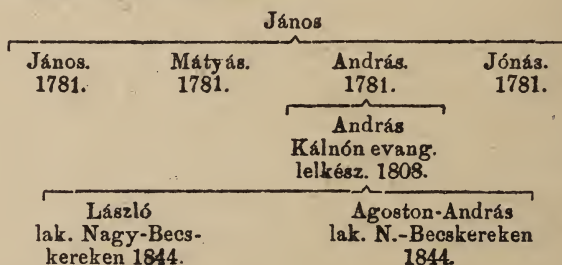 János
János. Mátyás. András. Jónás.
1781. 1781. 1781. 1781.
András
Kálnón evang.
lelkész. 1808.
László Agoston-András
lak. Nagy-Becs- lak. N.-Becskereken
kereken 1844. 1844.